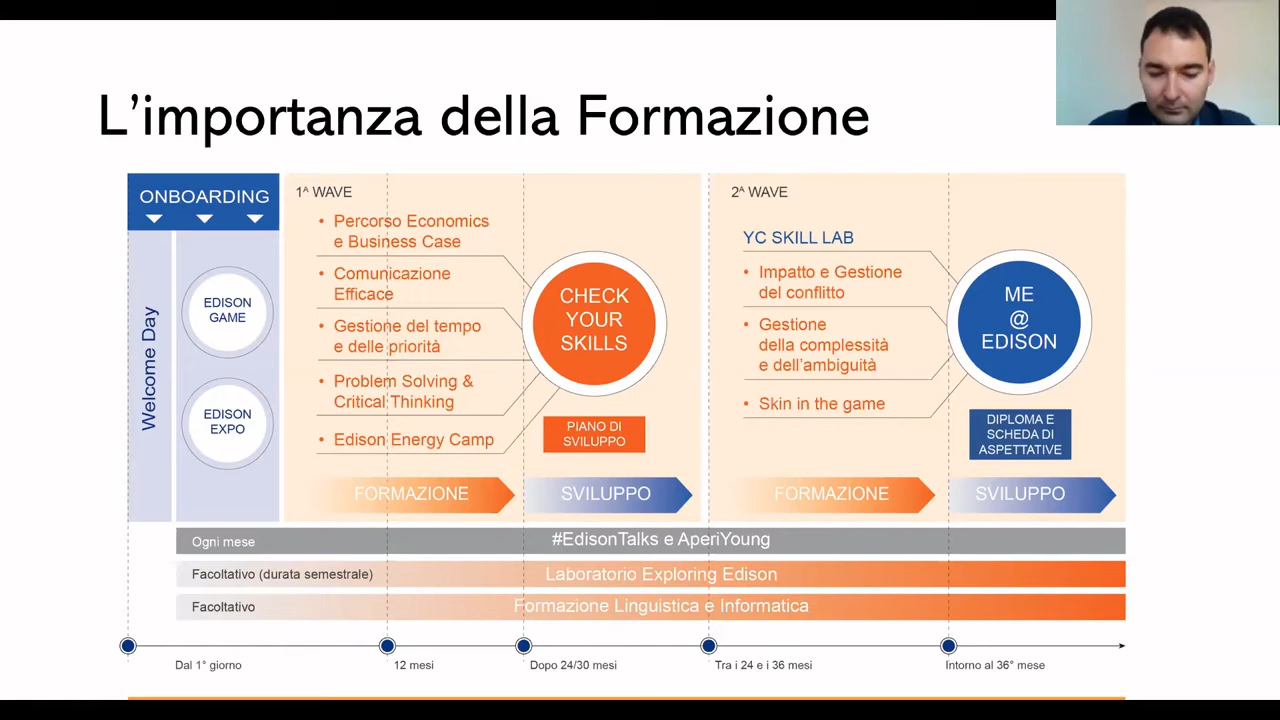 L'importanza della Formazione
ONBOARDING
Welcome Day
EDISON
GAME
EDISON
EXPO
1ᴬ WAVE
• Percorso Economics
e Business Case
• Comunicazione
Efficace
• Gestione del tempo
e delle priorità
• Problem Solving &
Critical Thinking
• Edison Energy Camp
CHECK
YOUR
SKILLS
PIANO DI
SVILUPPO
FORMAZIONE
SVILUPPO
2ᴬ WAVE
YC SKILL LAB
• Impatto e Gestione
del conflitto
• Gestione
della complessità
e dell'ambiguità
• Skin in the game
ME
@
EDISON
DIPLOMA E
SCHEDA DI
ASPETTATIVE
FORMAZIONE
SVILUPPO
Ogni mese
#EdisonTalks e AperiYoung
Facoltativo (durata semestrale)
Laboratorio Exploring Edison
Facoltativo
Formazione Linguistica e Informatica
Dal 1° giorno
12 mesi
Dopo 24/30 mesi
Tra i 24 e i 36 mesi
Intorno al 36° mese